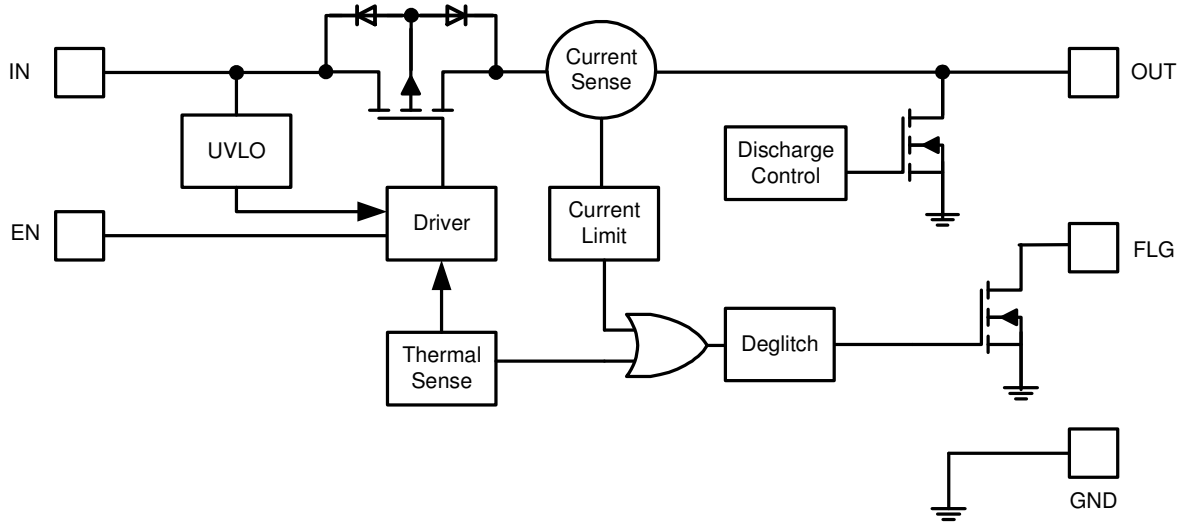 IN
Current
Sense
OUT
UVLO
Discharge
Control
EN
Driver
Current
Limit
FLG
Thermal
Sense
Deglitch
GND